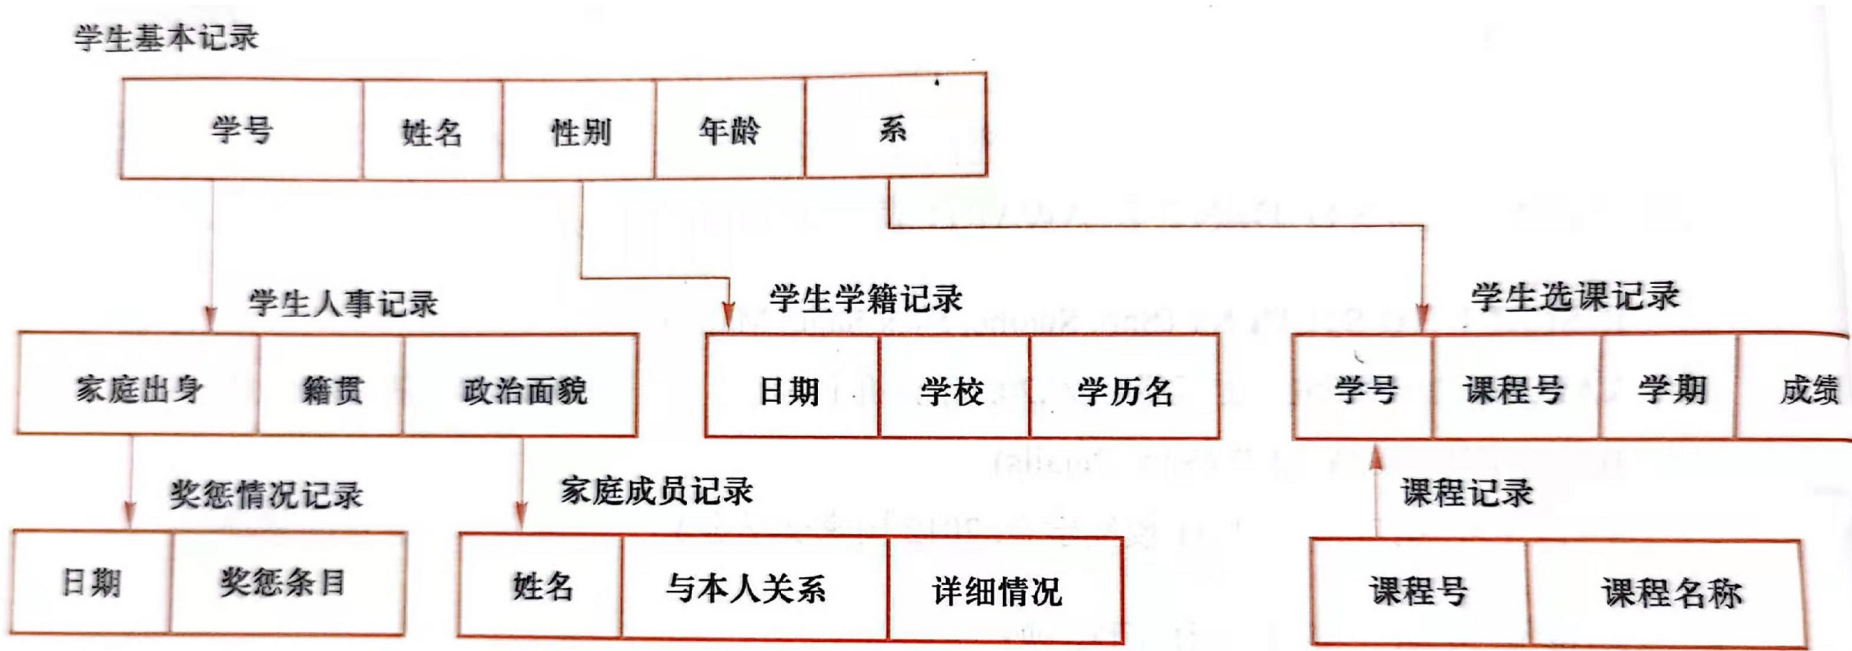 学生基本记录
学号 姓名 性别 年龄 系
学生人事记录 学生学籍记录 学生选课记录
家庭出身 籍贯 政治面貌 日期 学校 学历名 学号 课程号 学期 成绩
奖惩情况记录 家庭成员记录 课程记录
日期 奖惩条目 姓名 与本人关系 详细情况 课程号 课程名称